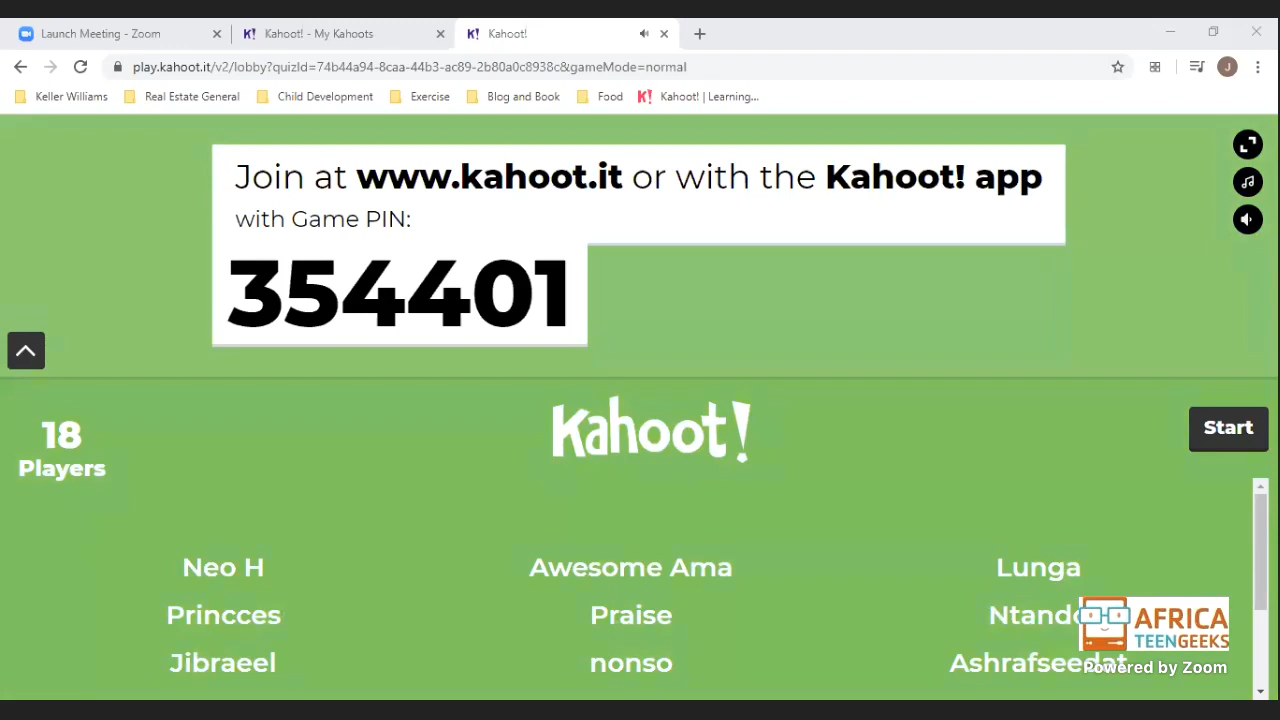 Launch Meeting - Zoom
Kahoot! - My Kahoots
Kahoot!
play.kahoot.it/v2/lobby?quizId=74b44a94-8caa-44b3-ac89-2b80a0c8938c&gameMode=normal
J
Keller Williams
Real Estate General
Child Development
Exercise
Blog and Book
Food
Kahoot! | Learning...
Join at www.kahoot.it or with the Kahoot! app
with Game PIN:
354401
18
Players
Kahoot!
Start
Neo H
Awesome Ama
Lunga
Princces
Praise
Jibraeel
nonso
AFRICA
TEENGEEKS
Powered by Zoom